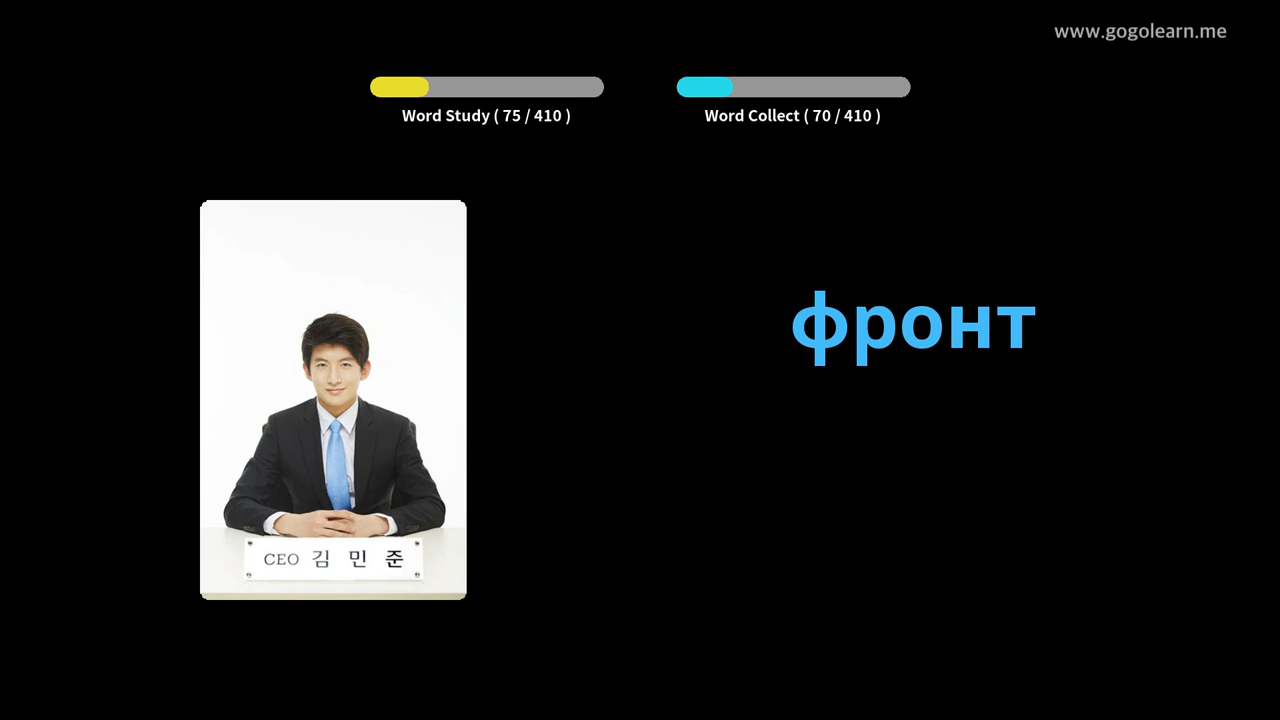 www.gogolearn.me
Word Study ( 75 / 410 )
Word Collect ( 70 / 410 )
фронт
CEO 김 민 준